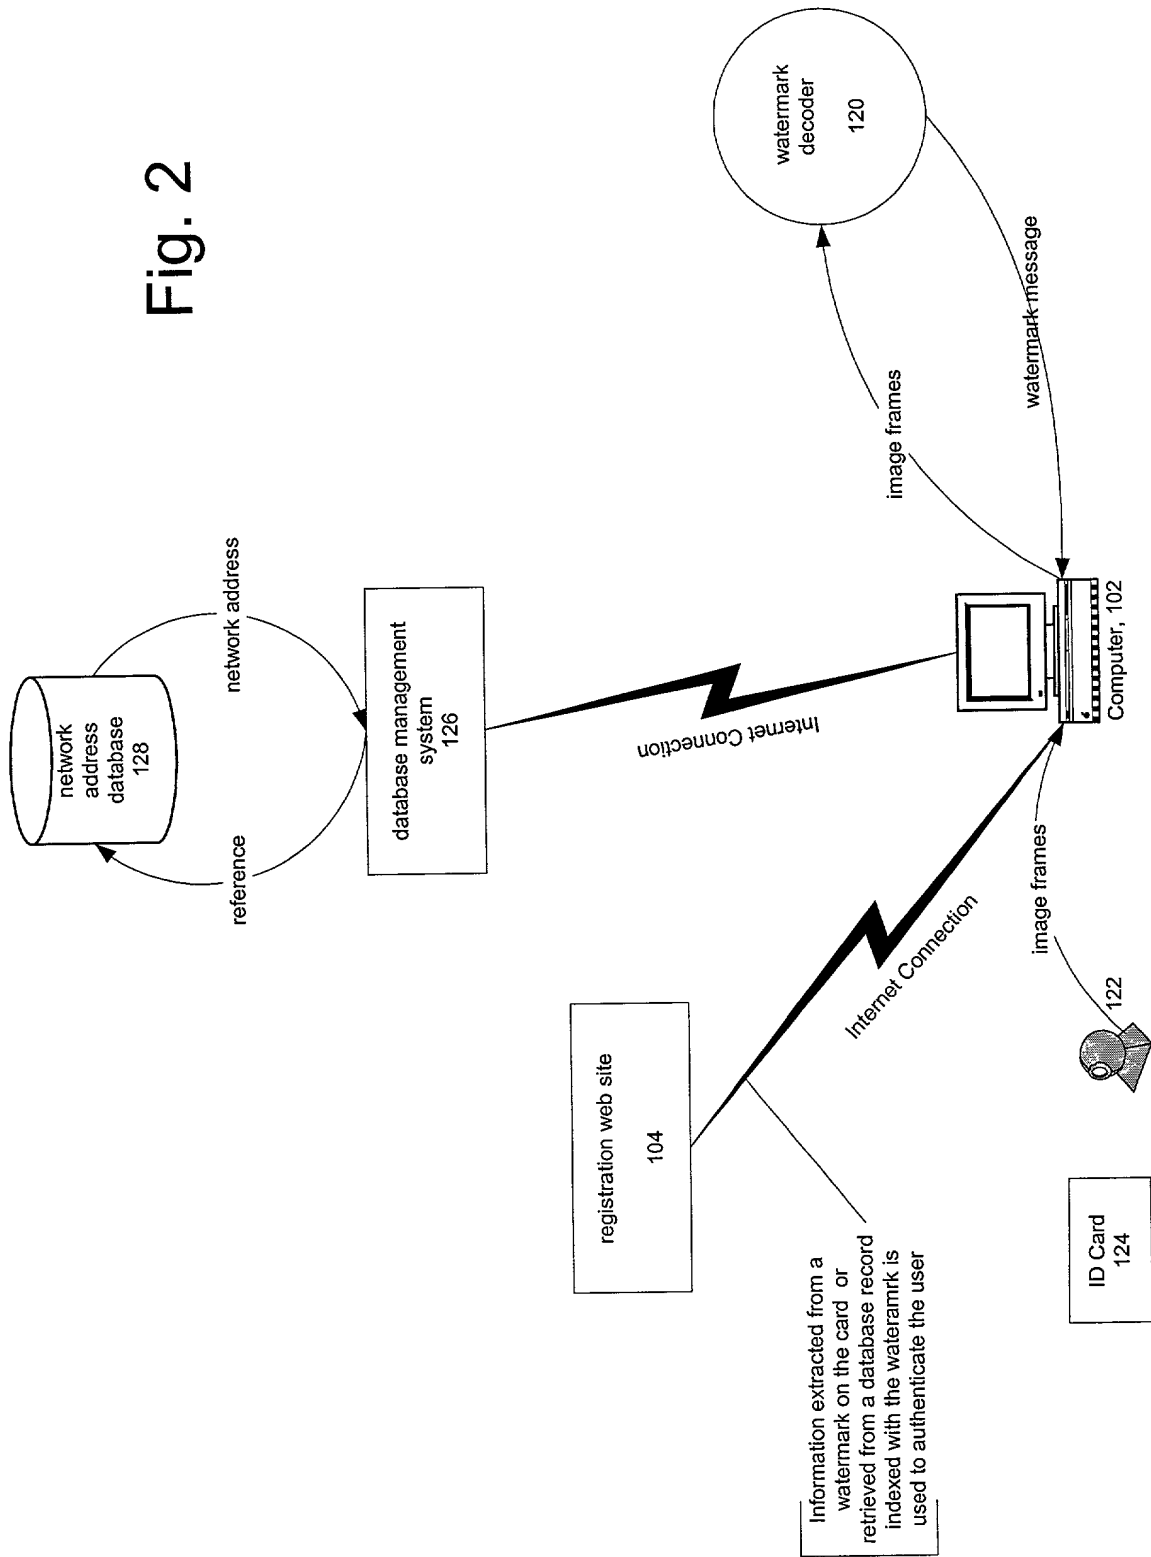 Fig. 2
network
address
database
128
network address
reference
database management
system
126
Internet Connection
registration web site
104
Internet Connection
Information extracted from a
watermark on the card or
retrieved from a database record
indexed with the wateramrk is
used to authenticate the user
ID Card
124
122
image frames
Computer, 102
image frames
watermark message
watermark
decoder
120